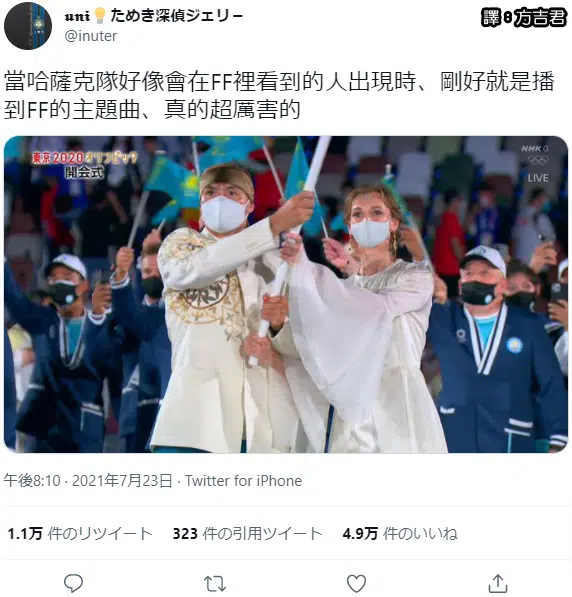 uni💡ためき探偵ジェリー
@inuter
譯8方吉君
當哈薩克隊好像會在FF裡看到的人出現時、剛好就是播
到FF的主題曲、真的超厲害的
東京2020オリンピック
開会式
NHK G
LIVE
午後8:10 · 2021年7月23日 · Twitter for iPhone
1.1万 件のリツイート 323 件の引用ツイート 4.9万 件のいいね